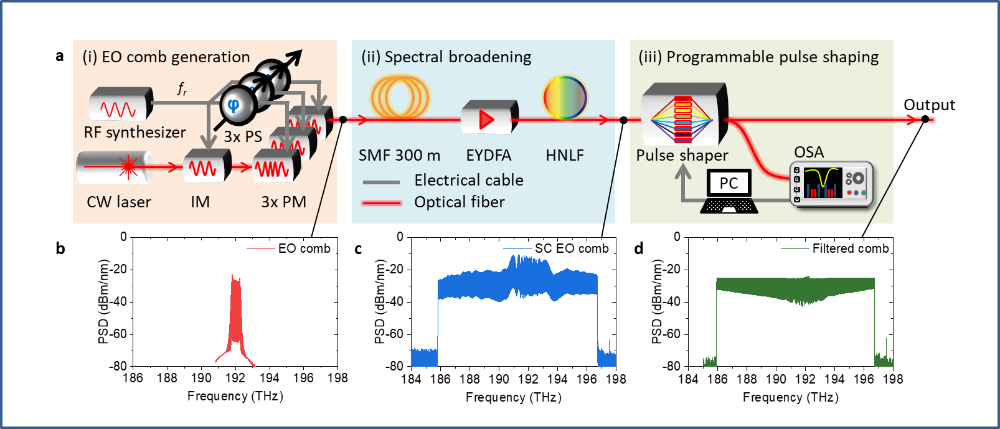 a
(i) EO comb generation
(ii) Spectral broadening
(iii) Programmable pulse shaping
fr
φ
RF synthesizer
3x PS
CW laser
IM
3x PM
SMF 300 m
EYDFA
HNLF
Electrical cable
Optical fiber
Pulse shaper
PC
OSA
Output
b
EO comb
PSD (dBm/nm)
0
-20
-40
-60
-80
186 188 190 192 194 196 198
Frequency (THz)
c
SC EO comb
PSD (dBm/nm)
0
-20
-40
-60
-80
184 186 188 190 192 194 196 198
Frequency (THz)
d
Filtered comb
PSD (dBm/nm)
0
-20
-40
-60
-80
184 186 188 190 192 194 196 198
Frequency (THz)